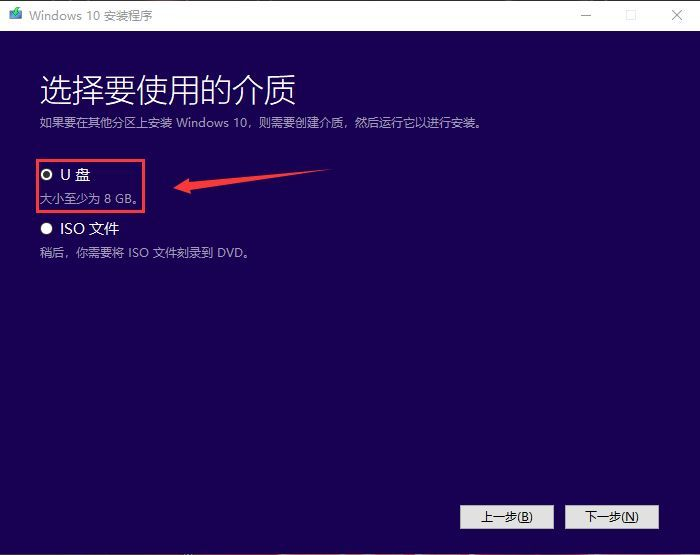 Windows 10 安装程序
选择要使用的介质
如果要在其他分区上安装 Windows 10，则需要创建介质，然后运行它以进行安装。
U 盘
大小至少为 8 GB。
ISO 文件
稍后，你需要将 ISO 文件刻录到 DVD。
上一步(B)
下一步(N)